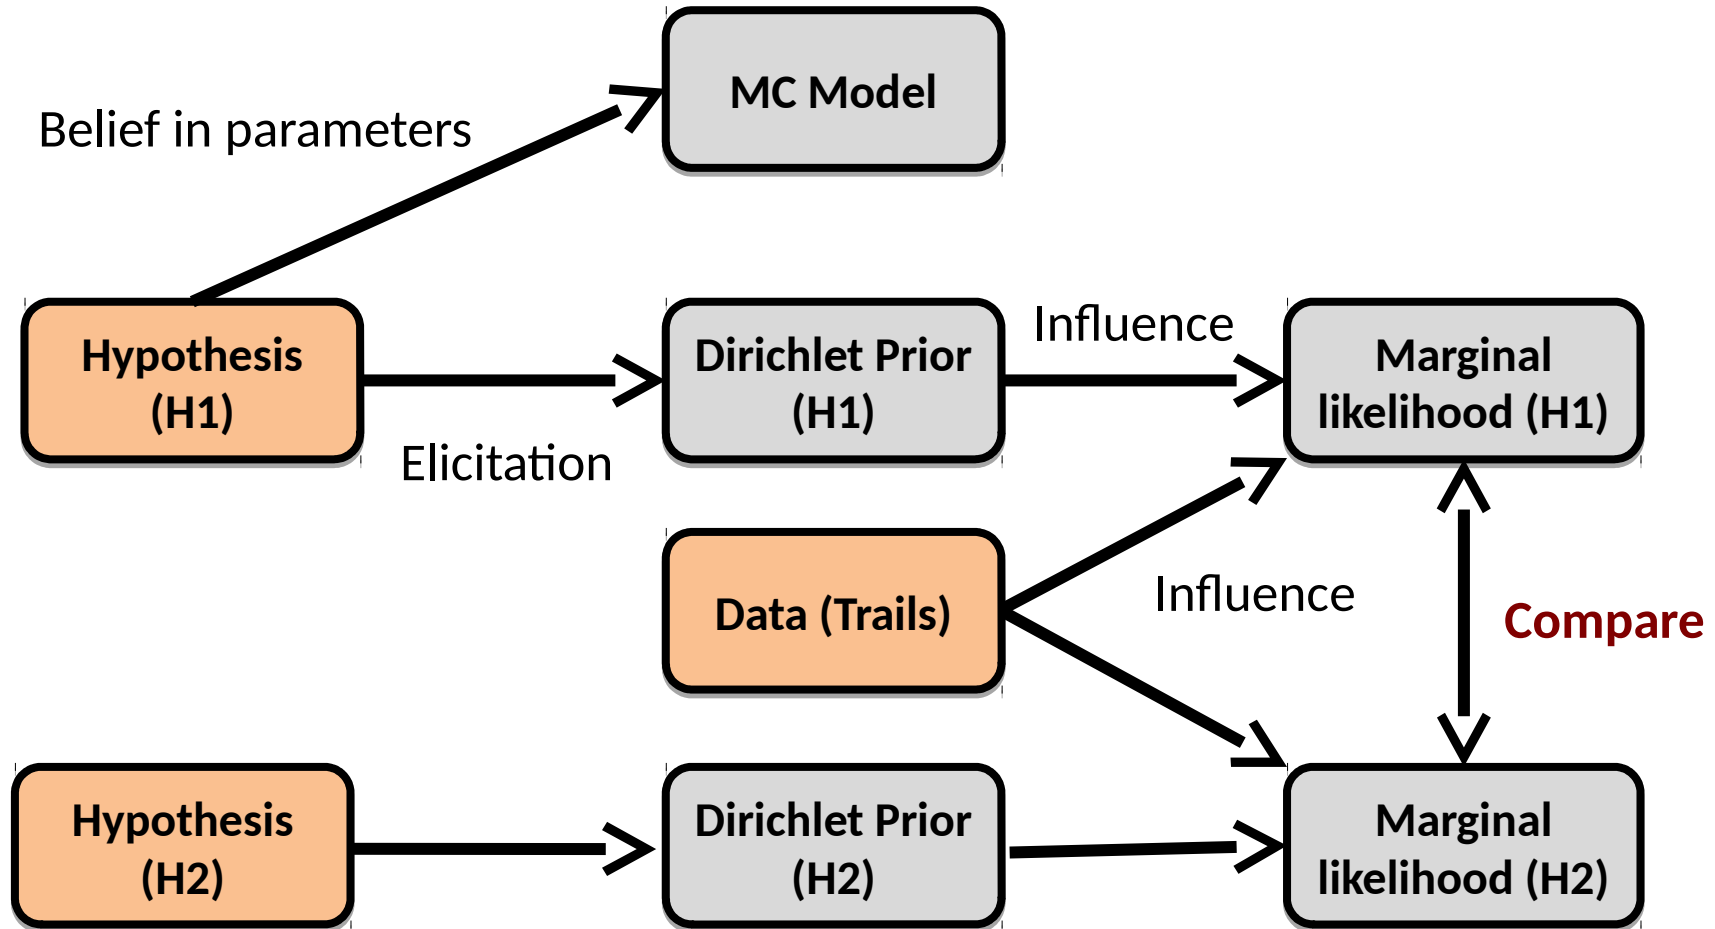 MC Model
Belief in parameters
Hypothesis
(H1)
Dirichlet Prior
(H1)
Influence
Marginal
likelihood (H1)
Elicitation
Data (Trails)
Influence
Compare
Hypothesis
(H2)
Dirichlet Prior
(H2)
Marginal
likelihood (H2)